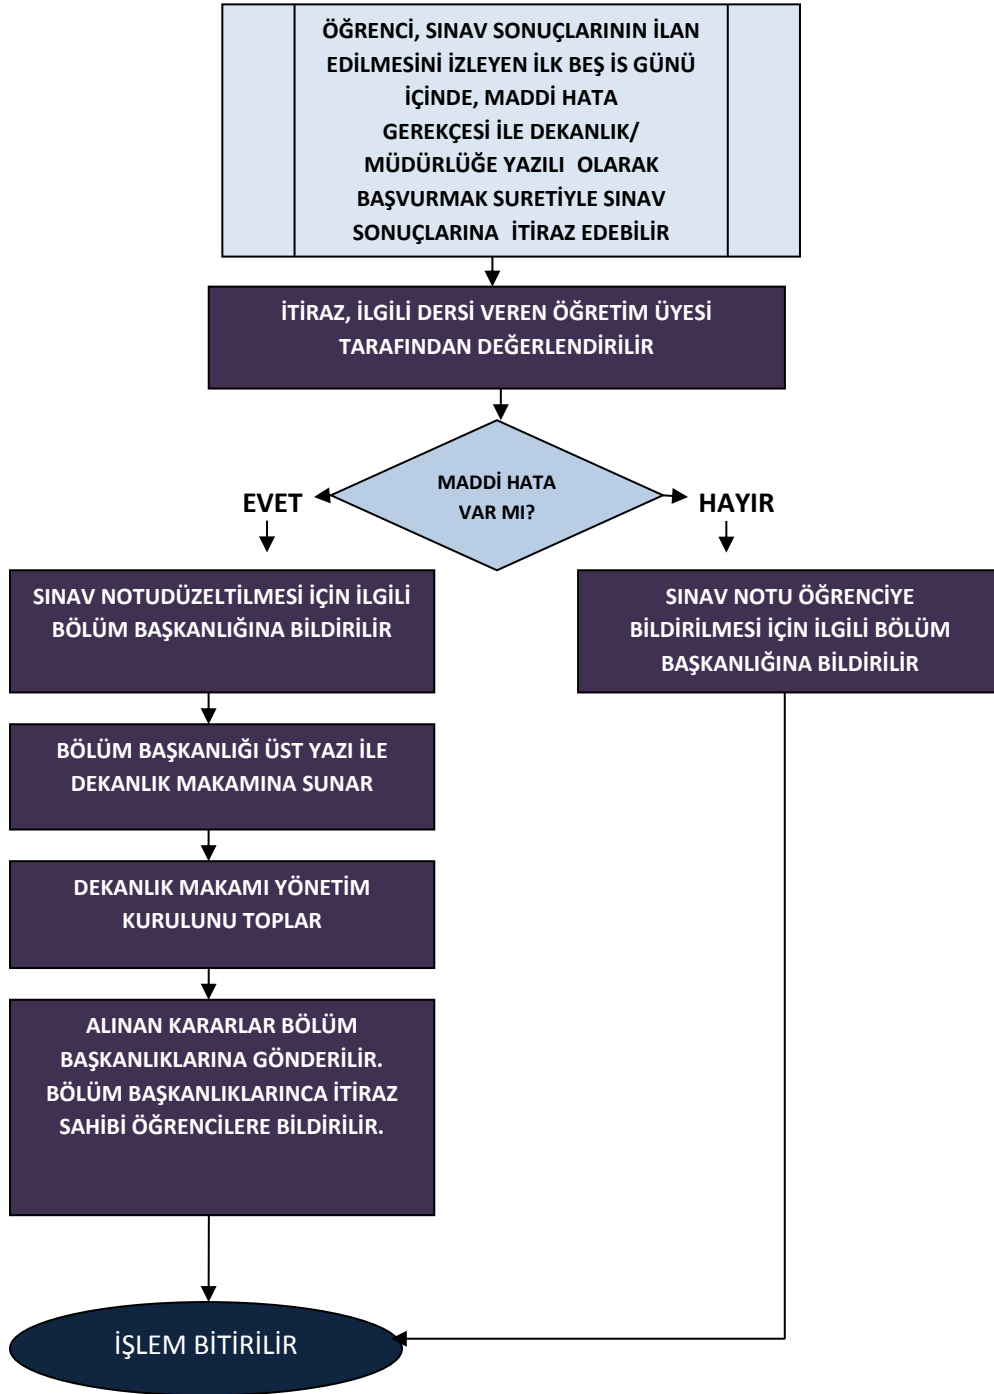 ÖĞRENCİ, SINAV SONUÇLARININ İLAN
EDİLMESİNİ İZLEYEN İLK BEŞ IS GÜNÜ
İÇİNDE, MADDİ HATA
GEREKÇESİ İLE DEKANLIK/
MÜDÜRLÜĞE YAZILI OLARAK
BAŞVURMAK SURETİYLE SINAV
SONUÇLARINA İTİRAZ EDEBİLİR
İTİRAZ, İLGİLİ DERSİ VEREN ÖĞRETİM ÜYESİ
TARAFINDAN DEĞERLENDİRİLİR
MADDİ HATA
VAR MI?
EVET
HAYIR
SINAV NOTUDÜZELTİLMESİ İÇİN İLGİLİ
BÖLÜM BAŞKANLIĞINA BİLDİRİLİR
SINAV NOTU ÖĞRENCİYE
BİLDİRİLMESİ İÇİN İLGİLİ BÖLÜM
BAŞKANLIĞINA BİLDİRİLİR
BÖLÜM BAŞKANLIĞI ÜST YAZI İLE
DEKANLIK MAKAMINA SUNAR
DEKANLIK MAKAMI YÖNETİM
KURULUNU TOPLAR
ALINAN KARARLAR BÖLÜM
BAŞKANLIKLARINA GÖNDERİLİR.
BÖLÜM BAŞKANLIKLARINCA İTİRAZ
SAHİBİ ÖĞRENCİLERE BİLDİRİLİR.
İŞLEM BİTİRİLİR